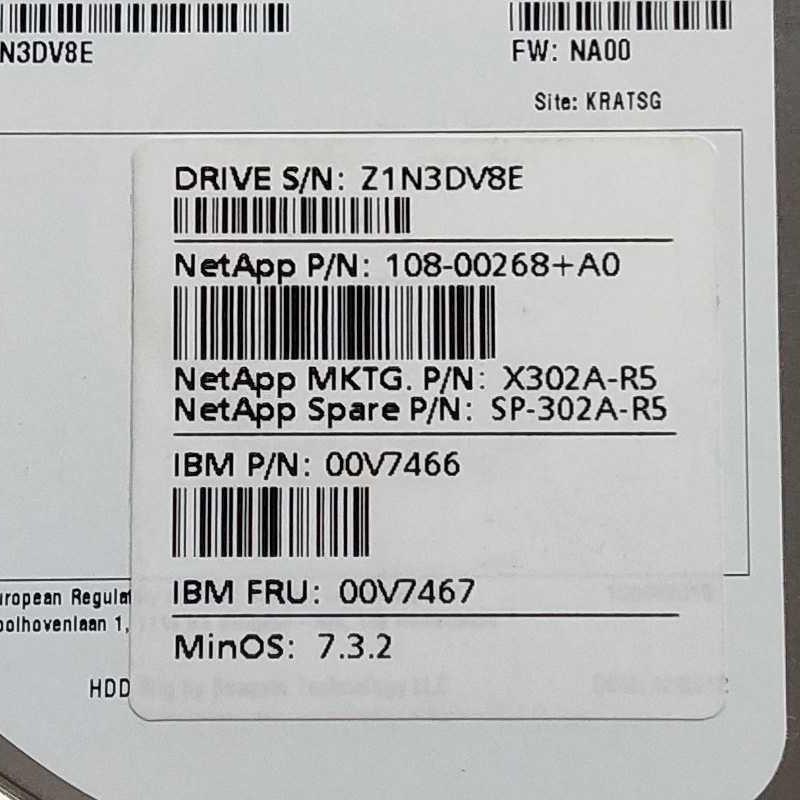 N3DV8E
FW: NA00
Site: KRATSG
DRIVE S/N: Z1N3DV8E
NetApp P/N: 108-00268+A0
NetApp MKTG. P/N: X302A-R5
NetApp Spare P/N: SP-302A-R5
IBM P/N: 00V7466
IBM FRU: 00V7467
MinOS: 7.3.2
uropean Regulat
oolhovenlaan 1,
HDD